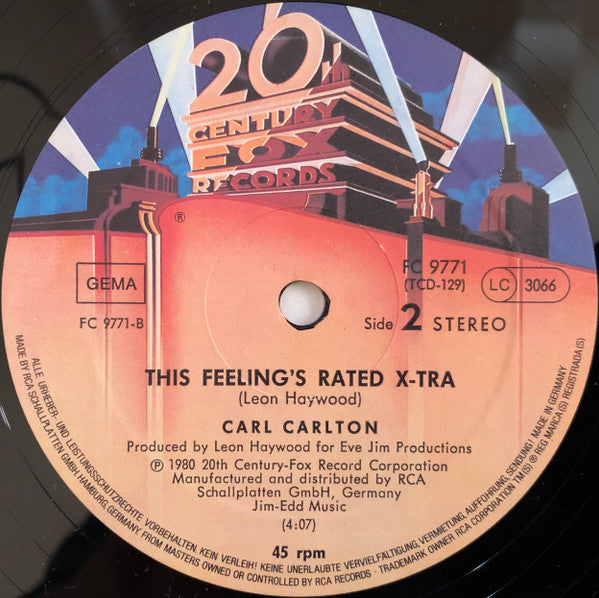 20th
CENTURY
FOX
RECORDS
®
GEMA
FC 9771
(TCD-129)
LC 3066
FC 9771-B
Side 2 STEREO
THIS FEELING'S RATED X-TRA
(Leon Haywood)
CARL CARLTON
Produced by Leon Haywood for Eve Jim Productions
℗ 1980 20th Century-Fox Record Corporation
Manufactured and distributed by RCA
Schallplatten GmbH, Germany
Jim-Edd Music
(4:07)
45 rpm
ALLE URHEBER- UND LEISTUNGSSCHUTZRECHTE VORBEHALTEN. KEIN VERLEIH! KEINE UNERLAUBTE VERVIELFÄLTIGUNG, VERMIETUNG, AUFFÜHRUNG, SENDUNG! MADE IN GERMANY
MADE BY RCA SCHALLPLATTEN GMBH, HAMBURG, GERMANY, FROM MASTERS OWNED OR CONTROLLED BY RCA RECORDS · TRADEMARK OWNER RCA CORPORATION TM(S) ® REG MARCA(S) REGISTRADA(S)